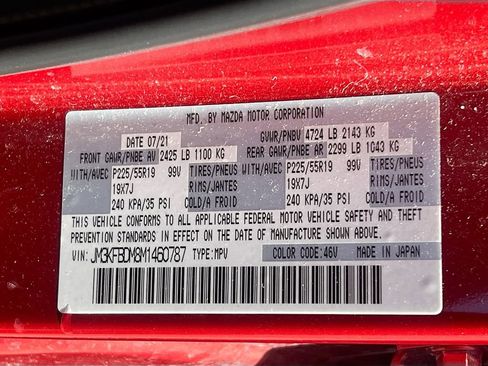 MFD. BY MAZDA MOTOR CORPORATION
DATE 07/21 GVWR/PNBV 4724 LB 2143 KG
FRONT GAWR/PNBE AV 2425 LB 1100 KG REAR GAWR/PNBE AR 2299 LB 1043 KG
WITH/AVEC P225/55R19 99V TIRES/PNEUS WITH/AVEC P225/55R19 99V TIRES/PNEUS
19X7J RIMS/JANTES 19X7J RIMS/JANTES
240 KPA/35 PSI COLD/A FROID 240 KPA/35 PSI COLD/A FROID
THIS VEHICLE CONFORMS TO ALL APPLICABLE FEDERAL MOTOR VEHICLE SAFETY AND THEFT
PREVENTION STANDARDS IN EFFECT ON THE DATE OF MANUFACTURE SHOWN ABOVE.
VIN: JM3KFBDM8M1460787 TYPE: MPV COLOR CODE: 46V MADE IN JAPAN